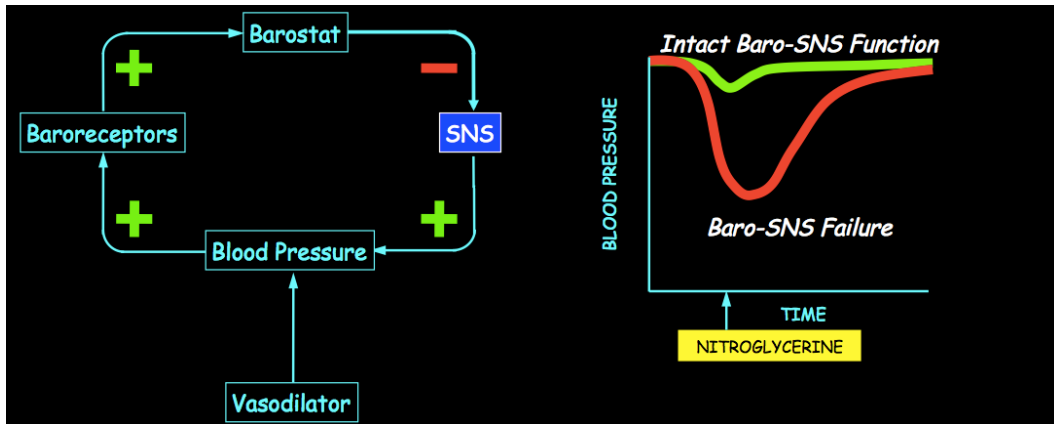 Barostat
+
−
Baroreceptors
SNS
+
+
Blood Pressure
Vasodilator
Intact Baro-SNS Function
BLOOD PRESSURE
Baro-SNS Failure
TIME
NITROGLYCERINE